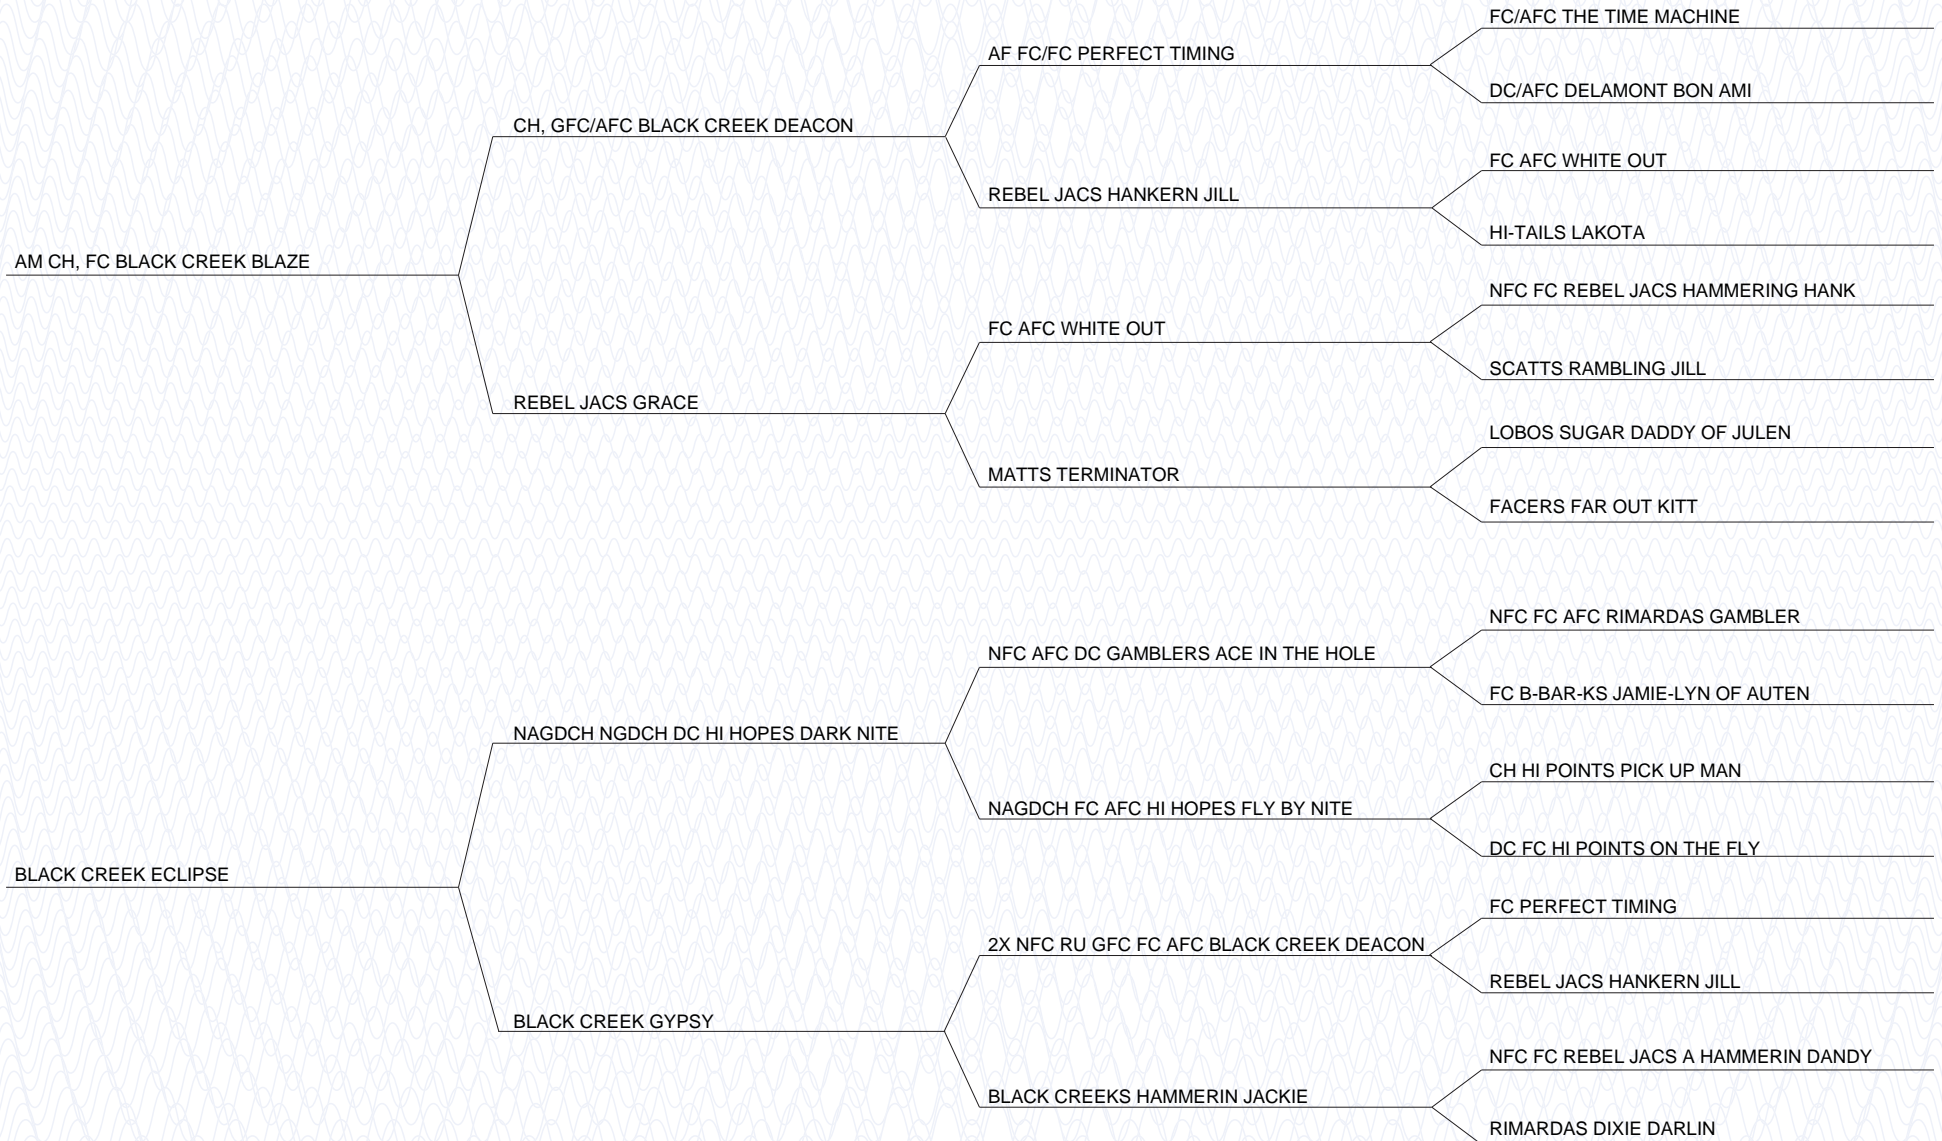 FC/AFC THE TIME MACHINE
AF FC/FC PERFECT TIMING
DC/AFC DELAMONT BON AMI
CH, GFC/AFC BLACK CREEK DEACON
FC AFC WHITE OUT
REBEL JACS HANKERN JILL
HI-TAILS LAKOTA
AM CH, FC BLACK CREEK BLAZE
NFC FC REBEL JACS HAMMERING HANK
FC AFC WHITE OUT
SCATTS RAMBLING JILL
REBEL JACS GRACE
LOBOS SUGAR DADDY OF JULEN
MATTS TERMINATOR
FACERS FAR OUT KITT
NFC FC AFC RIMARDAS GAMBLER
NFC AFC DC GAMBLERS ACE IN THE HOLE
FC B-BAR-KS JAMIE-LYN OF AUTEN
NAGDCH NGDCH DC HI HOPES DARK NITE
CH HI POINTS PICK UP MAN
NAGDCH FC AFC HI HOPES FLY BY NITE
DC FC HI POINTS ON THE FLY
BLACK CREEK ECLIPSE
FC PERFECT TIMING
2X NFC RU GFC FC AFC BLACK CREEK DEACON
REBEL JACS HANKERN JILL
BLACK CREEK GYPSY
NFC FC REBEL JACS A HAMMERIN DANDY
BLACK CREEKS HAMMERIN JACKIE
RIMARDAS DIXIE DARLIN